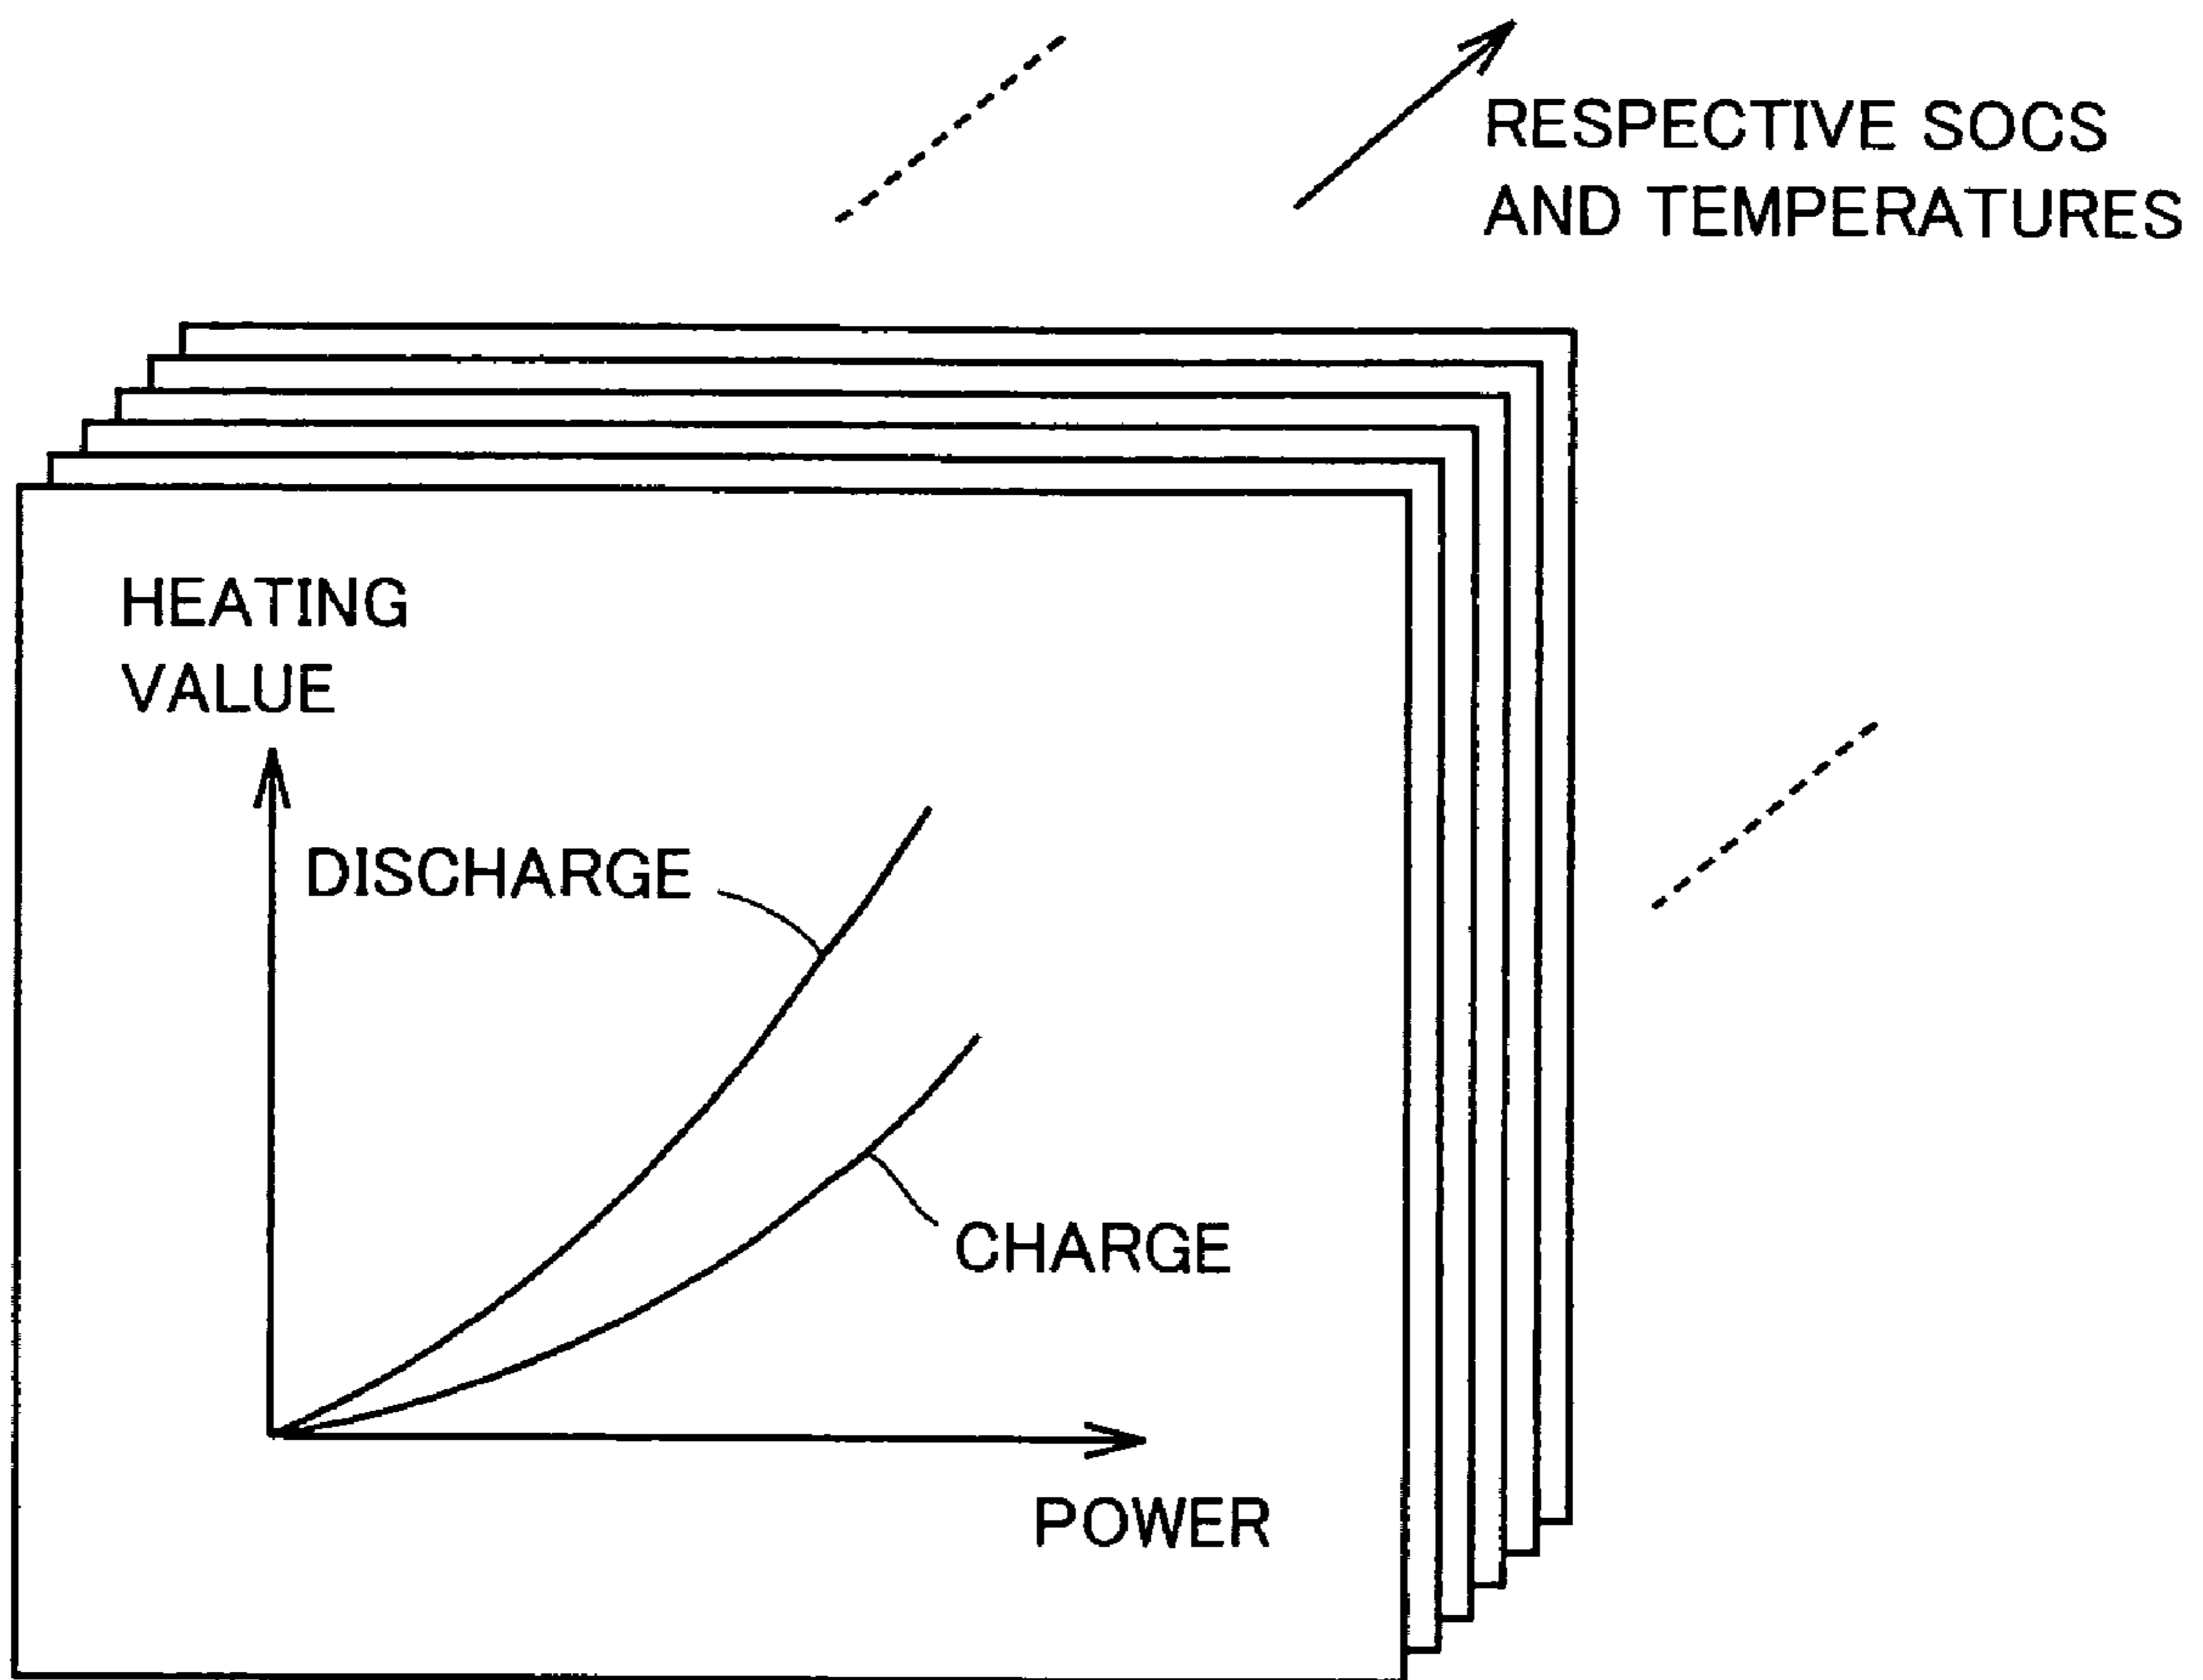 RESPECTIVE SOCS
AND TEMPERATURES
HEATING
VALUE
DISCHARGE
CHARGE
POWER